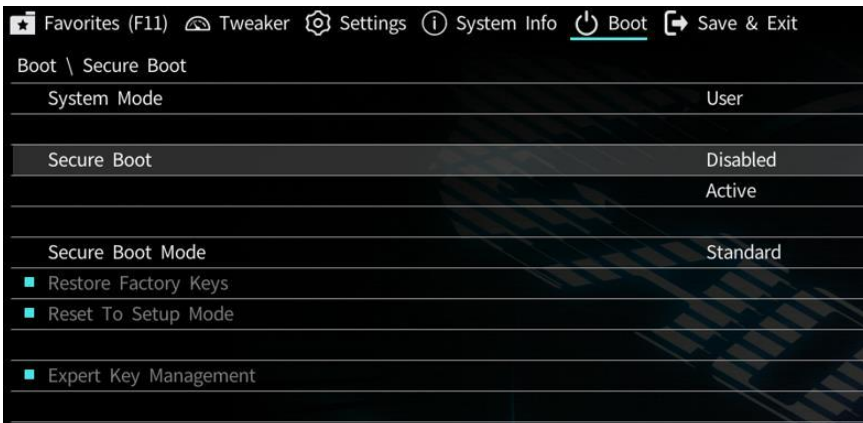 Favorites (F11) Tweaker Settings System Info Boot Save & Exit
Boot \ Secure Boot
System Mode User
Secure Boot Disabled
Active
Secure Boot Mode Standard
Restore Factory Keys
Reset To Setup Mode
Expert Key Management